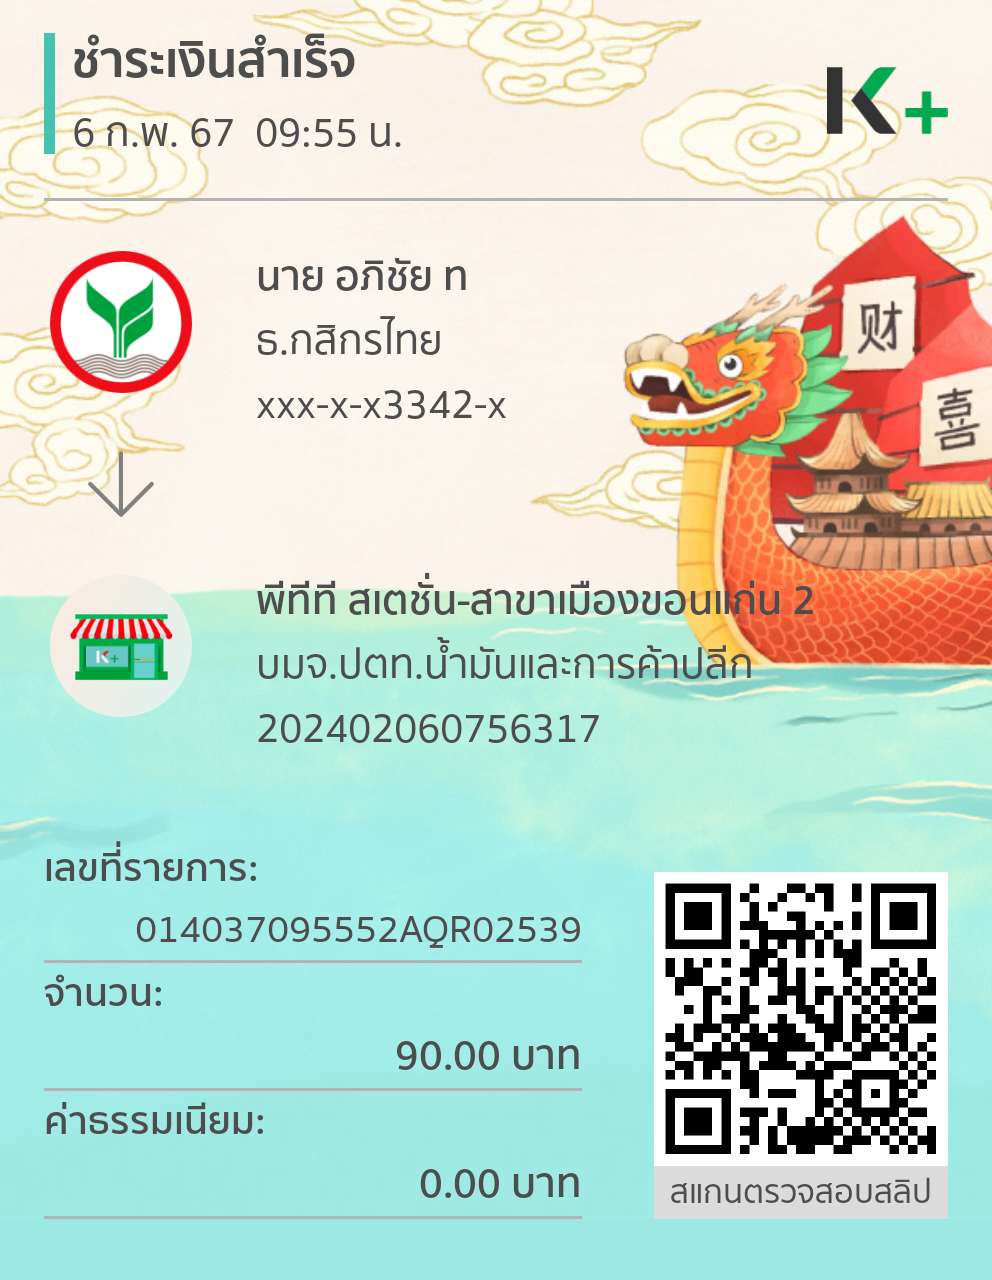 ชำระเงินสำเร็จ
6 ก.พ. 67 09:55 น.
K+
นาย อภิชัย ท
ธ.กสิกรไทย
xxx-x-x3342-x
财
喜
พีทีที สเตชั่น-สาขาเมืองขอนแก่น 2
บมจ.ปตท.น้ำมันและการค้าปลีก
K+
202402060756317
เลขที่รายการ:
014037095552AQR02539
จำนวน:
90.00 บาท
ค่าธรรมเนียม:
0.00 บาท
สแกนตรวจสอบสลิป